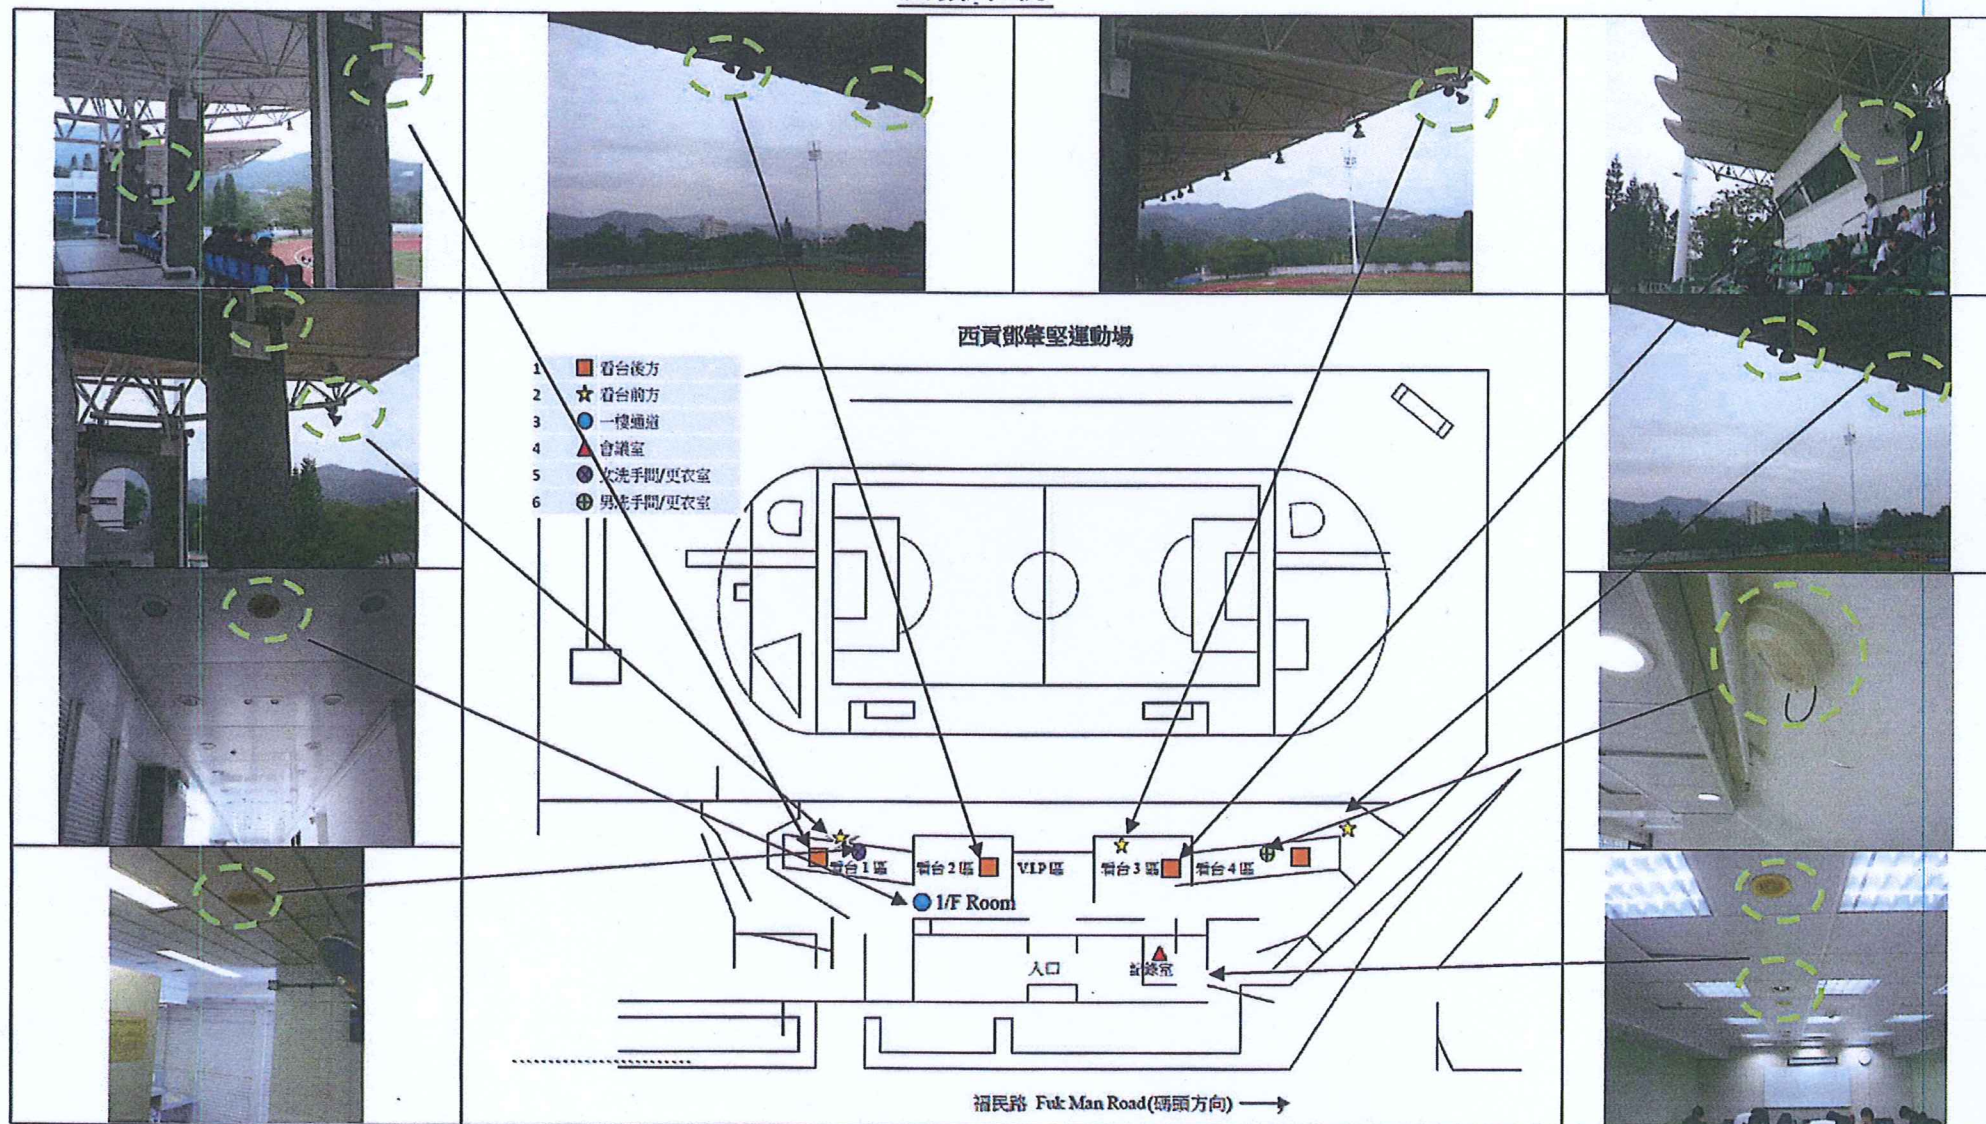 西貢鄧肇堅運動場
1 看台後方
2 看台前方
3 一樓通道
4 會議室
5 女洗手間/更衣室
6 男洗手間/更衣室
看台 1 區
看台 2 區
V.I.P 區
看台 3 區
看台 4 區
1/F Room
入口
記錄室
福民路 Fuk Man Road(碼頭方向)